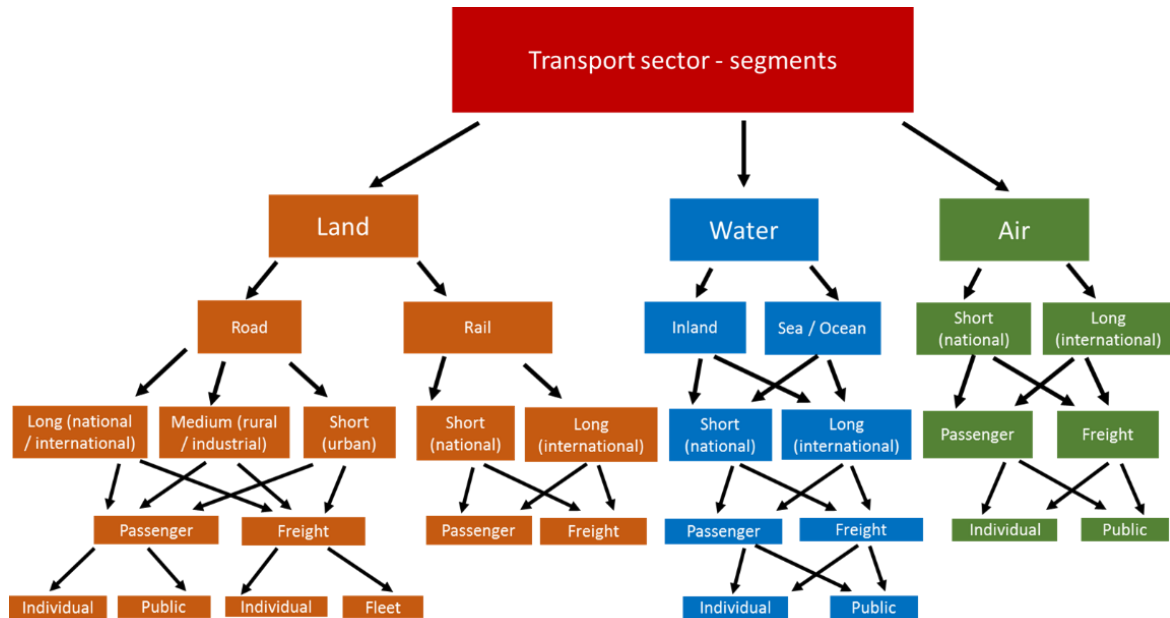 Transport sector - segments
Land
Water
Air
Road
Rail
Inland
Sea / Ocean
Short
(national)
Long
(international)
Long (national
/ international)
Medium (rural
/ industrial)
Short
(urban)
Short
(national)
Long
(international)
Short
(national)
Long
(international)
Passenger
Freight
Passenger
Freight
Passenger
Freight
Passenger
Freight
Individual
Public
Individual
Public
Individual
Fleet
Individual
Public